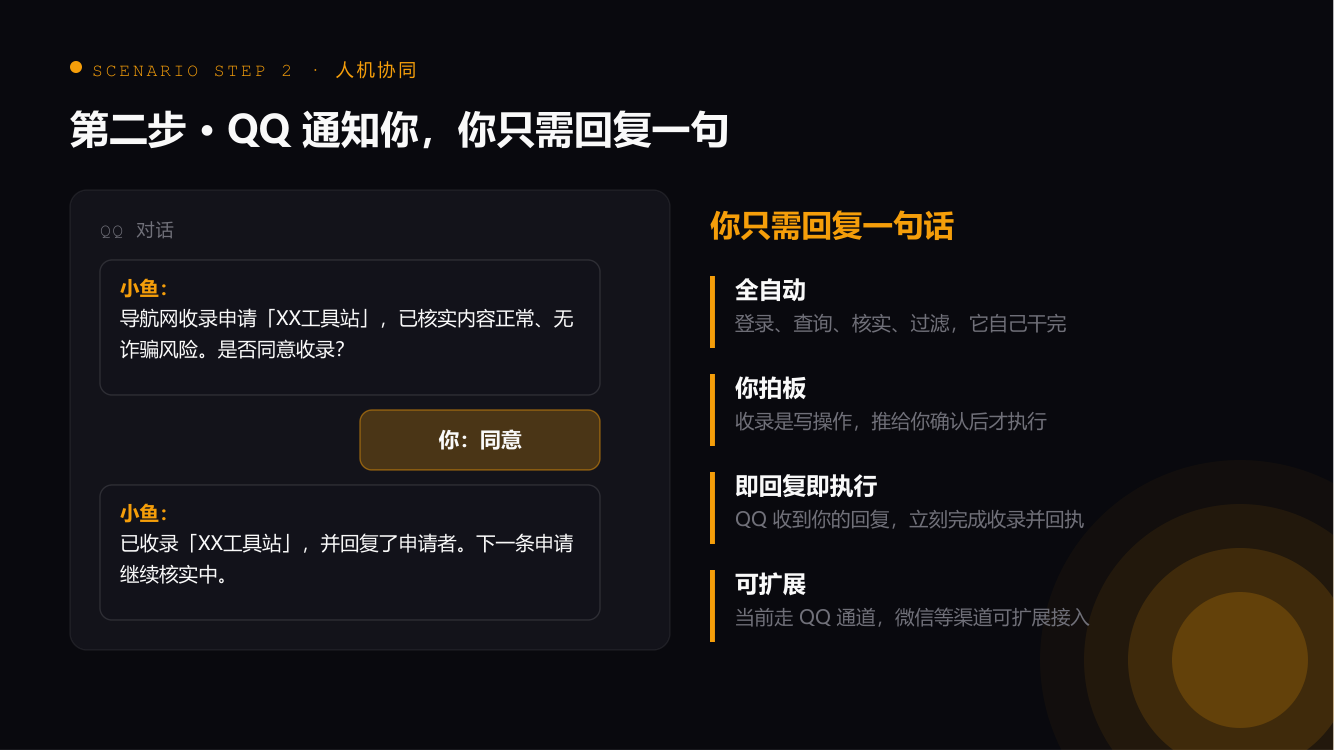 SCENARIO STEP 2 · 人机协同
第二步 • QQ 通知你，你只需回复一句
QQ 对话
小鱼：
导航网收录申请「XX工具站」，已核实内容正常、无
诈骗风险。是否同意收录？
你：同意
小鱼：
已收录「XX工具站」，并回复了申请者。下一条申请
继续核实中。
你只需回复一句话
全自动
登录、查询、核实、过滤，它自己干完
你拍板
收录是写操作，推给你确认后才执行
即回复即执行
QQ 收到你的回复，立刻完成收录并回执
可扩展
当前走 QQ 通道，微信等渠道可扩展接入